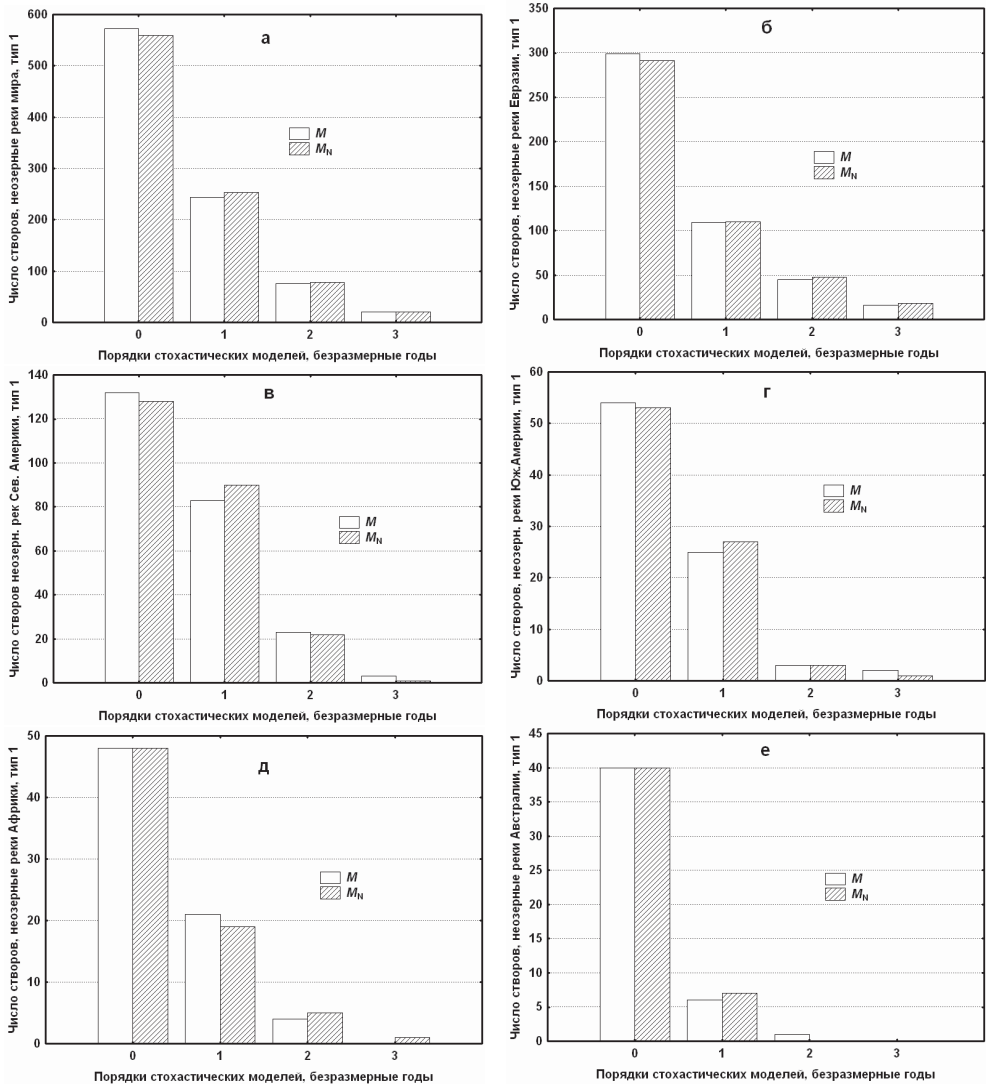 Число створов, неозерные реки мира, тип 1
600
500
400
300
200
100
0
а
M
MN
0 1 2 3
Порядки стохастических моделей, безразмерные годы
Число створов, неозерные реки Евразии, тип 1
350
300
250
200
150
100
50
0
б
M
MN
0 1 2 3
Порядки стохастических моделей, безразмерные годы
Число створов неозерн. рек Сев. Америки, тип 1
140
120
100
80
60
40
20
0
в
M
MN
0 1 2 3
Порядки стохастических моделей, безразмерные годы
Число створов, неозерн. реки Юж.Америки, тип 1
60
50
40
30
20
10
0
г
M
MN
0 1 2 3
Порядки стохастических моделей, безразмерные годы
Число створов, неозерные реки Африки, тип 1
50
40
30
20
10
0
д
M
MN
0 1 2 3
Порядки стохастических моделей, безразмерные годы
Число створов, неозерные реки Австралии, тип 1
45
40
35
30
25
20
15
10
5
0
е
M
MN
0 1 2 3
Порядки стохастических моделей, безразмерные годы